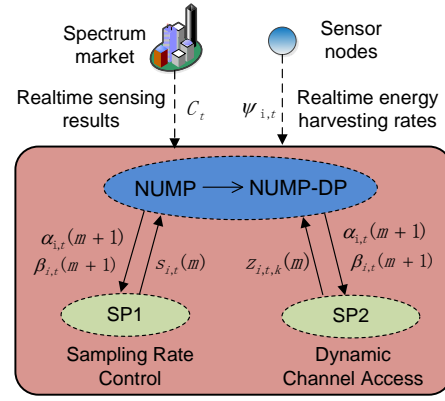 Spectrum
market
Sensor
nodes
Realtime sensing
results
C_t
ψ_{i,t}
Realtime energy
harvesting rates
NUMP → NUMP-DP
α_{i,t}(m+1)
β_{i,t}(m+1)
s_{i,t}(m)
z_{i,t,k}(m)
α_{i,t}(m+1)
β_{i,t}(m+1)
SP1
SP2
Sampling Rate
Control
Dynamic
Channel Access